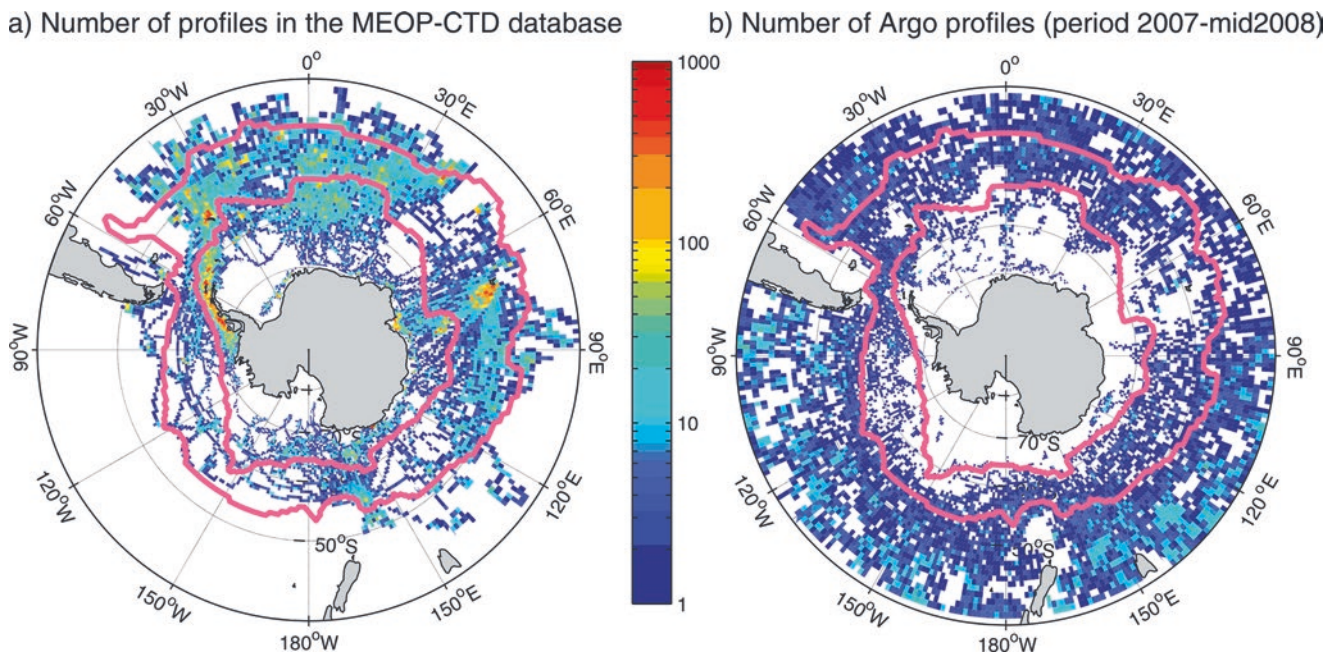 a) Number of profiles in the MEOP-CTD database
b) Number of Argo profiles (period 2007-mid2008)
0°
30°E
60°E
90°E
120°E
150°E
180°W
150°W
120°W
90°W
60°W
30°W
50°S
1000
100
10
1
0°
30°E
60°E
90°E
120°E
150°E
180°W
150°W
120°W
90°W
60°W
30°W
70°S